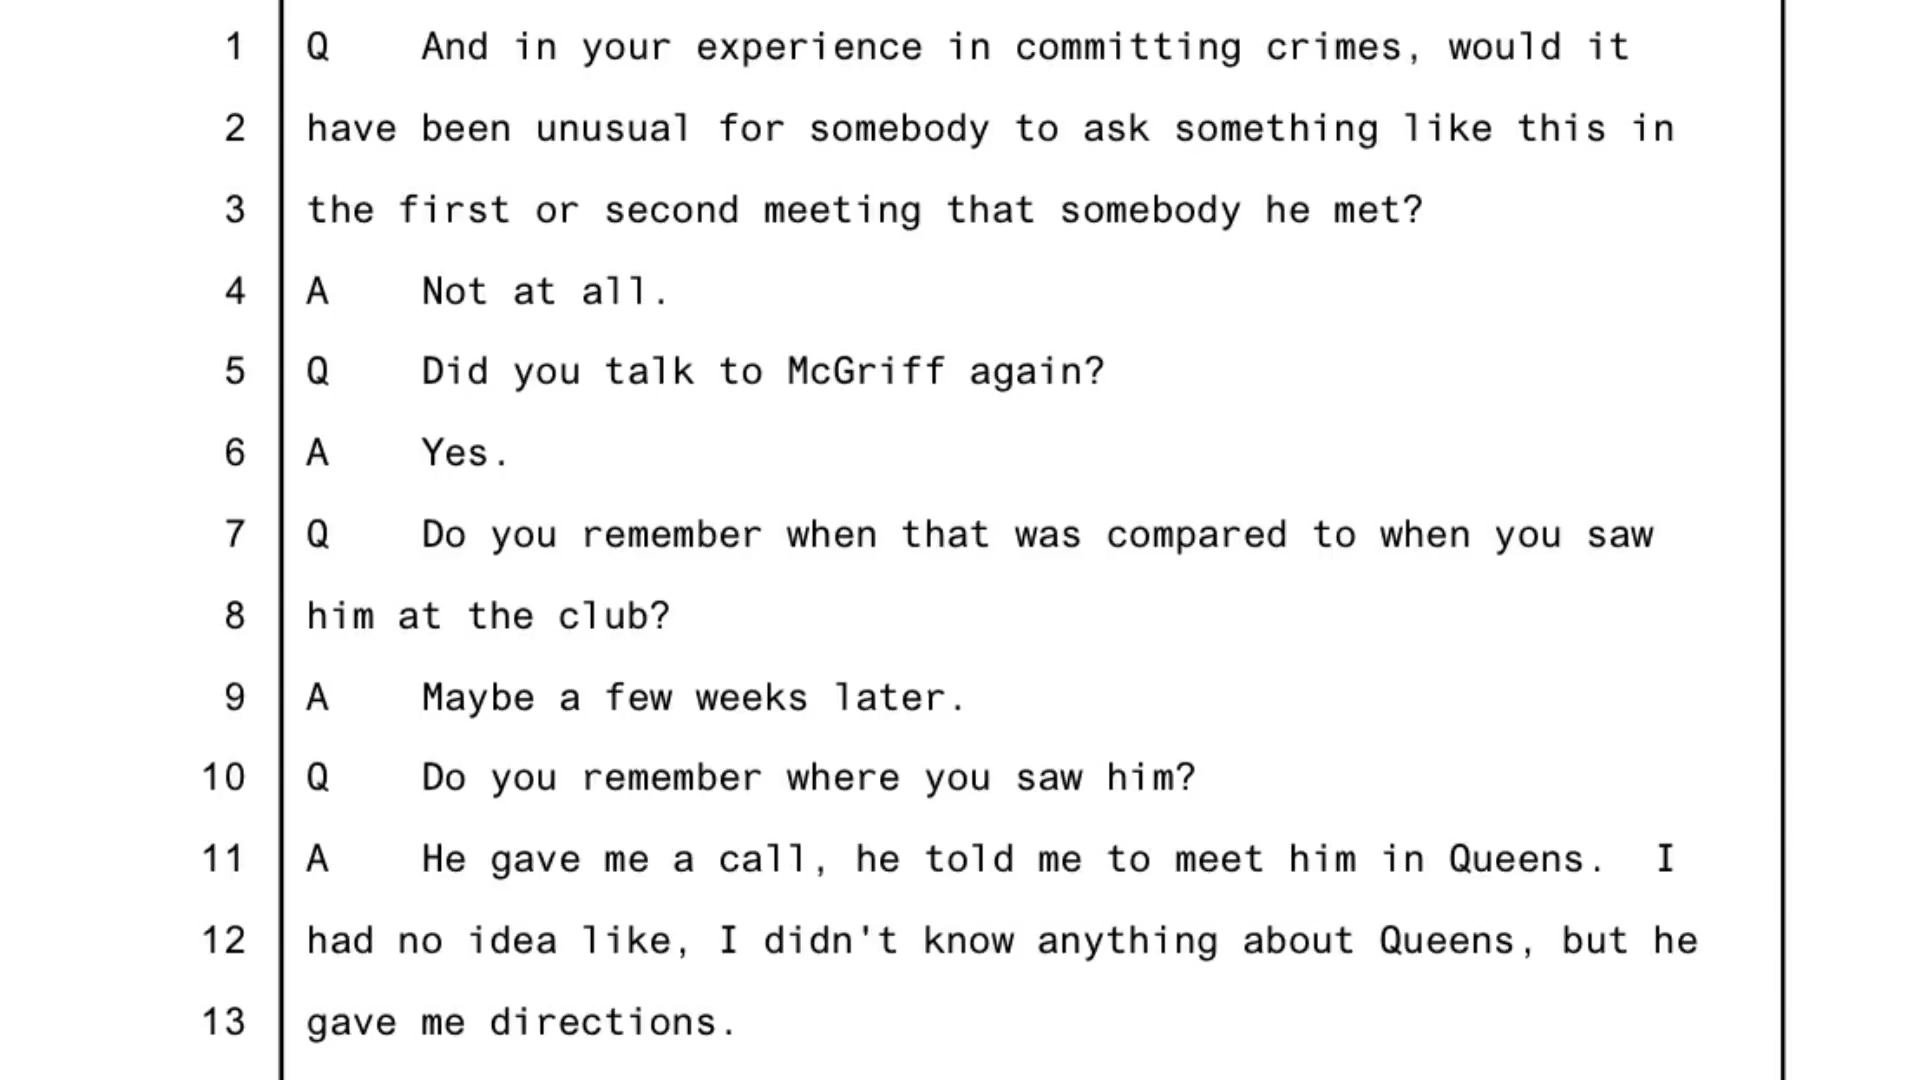 1 Q And in your experience in committing crimes, would it
2 have been unusual for somebody to ask something like this in
3 the first or second meeting that somebody he met?
4 A Not at all.
5 Q Did you talk to McGriff again?
6 A Yes.
7 Q Do you remember when that was compared to when you saw
8 him at the club?
9 A Maybe a few weeks later.
10 Q Do you remember where you saw him?
11 A He gave me a call, he told me to meet him in Queens. I
12 had no idea like, I didn't know anything about Queens, but he
13 gave me directions.